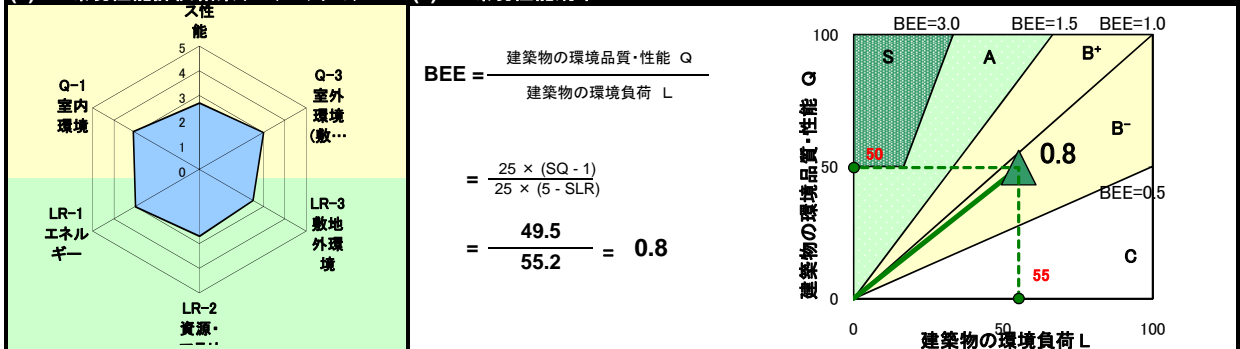 ス性
能
5
4
3
2
1
0
Q-1
室内
環境
Q-3
室外
環境
(敷…
LR-1
エネル
ギー
LR-3
敷地
外環
境
LR-2
資源・
BEE =
建築物の環境品質・性能 Q
建築物の環境負荷 L
=
25 × (SQ - 1)
25 × (5 - SLR)
=
49.5
55.2
= 0.8
BEE=3.0 BEE=1.5 BEE=1.0
100
S A B⁺
B⁻
50
50
0.8
BEE=0.5
C
0
55
0 50 100
建築物の環境品質・性能 Q
建築物の環境負荷 L